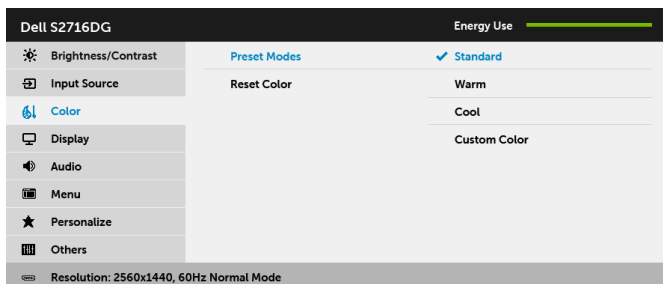 Dell S2716DG Energy Use
Brightness/Contrast Preset Modes Standard
Input Source Reset Color Warm
Color Cool
Display Custom Color
Audio
Menu
Personalize
Others
Resolution: 2560x1440, 60Hz Normal Mode